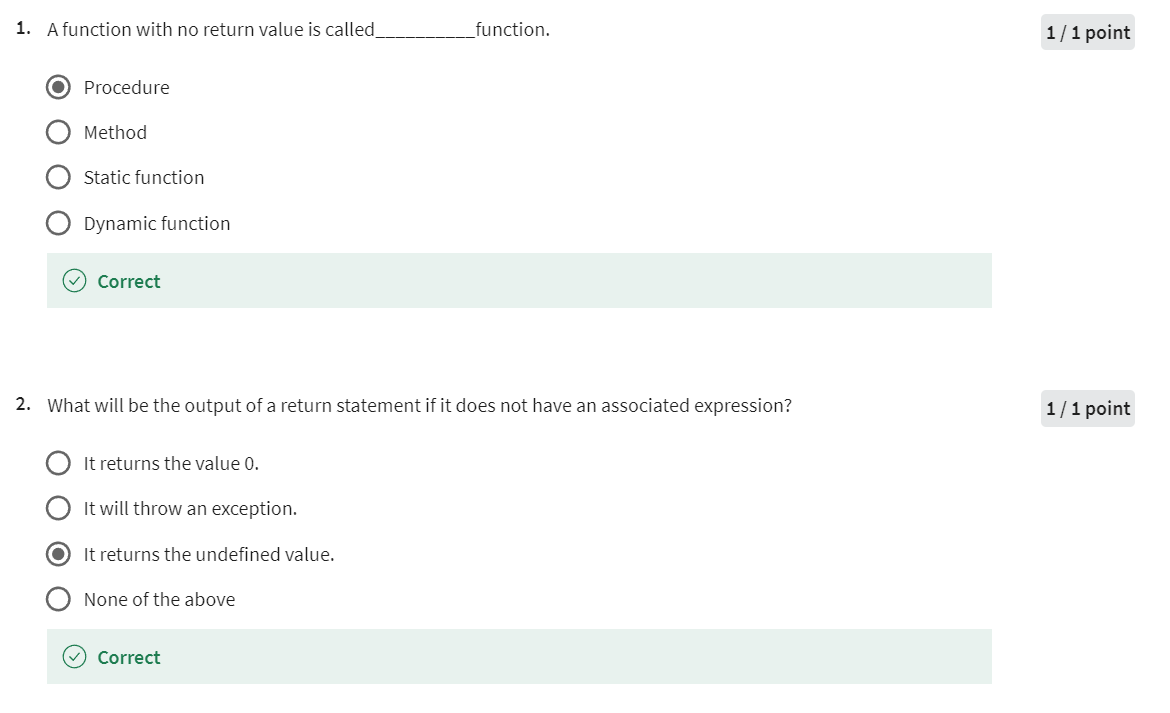 1. A function with no return value is called__________function.
1 / 1 point
Procedure
Method
Static function
Dynamic function
Correct
2. What will be the output of a return statement if it does not have an associated expression?
1 / 1 point
It returns the value 0.
It will throw an exception.
It returns the undefined value.
None of the above
Correct